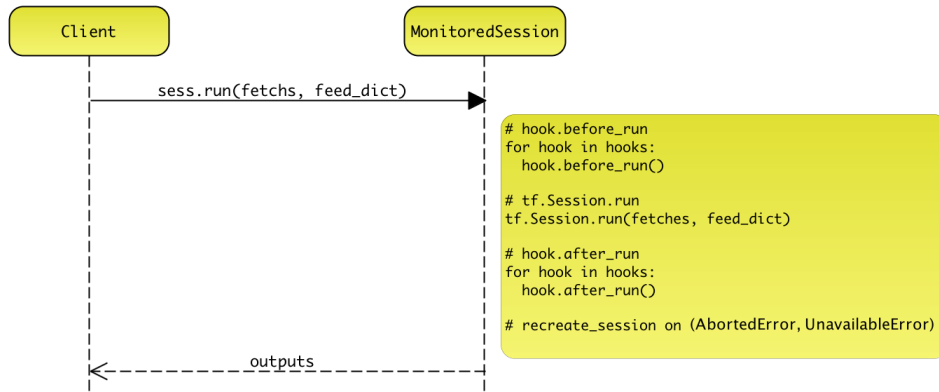 Client
MonitoredSession
sess.run(fetchs, feed_dict)
# hook.before_run
for hook in hooks:
  hook.before_run()
# tf.Session.run
tf.Session.run(fetches, feed_dict)
# hook.after_run
for hook in hooks:
  hook.after_run()
# recreate_session on (AbortedError, UnavailableError)
outputs